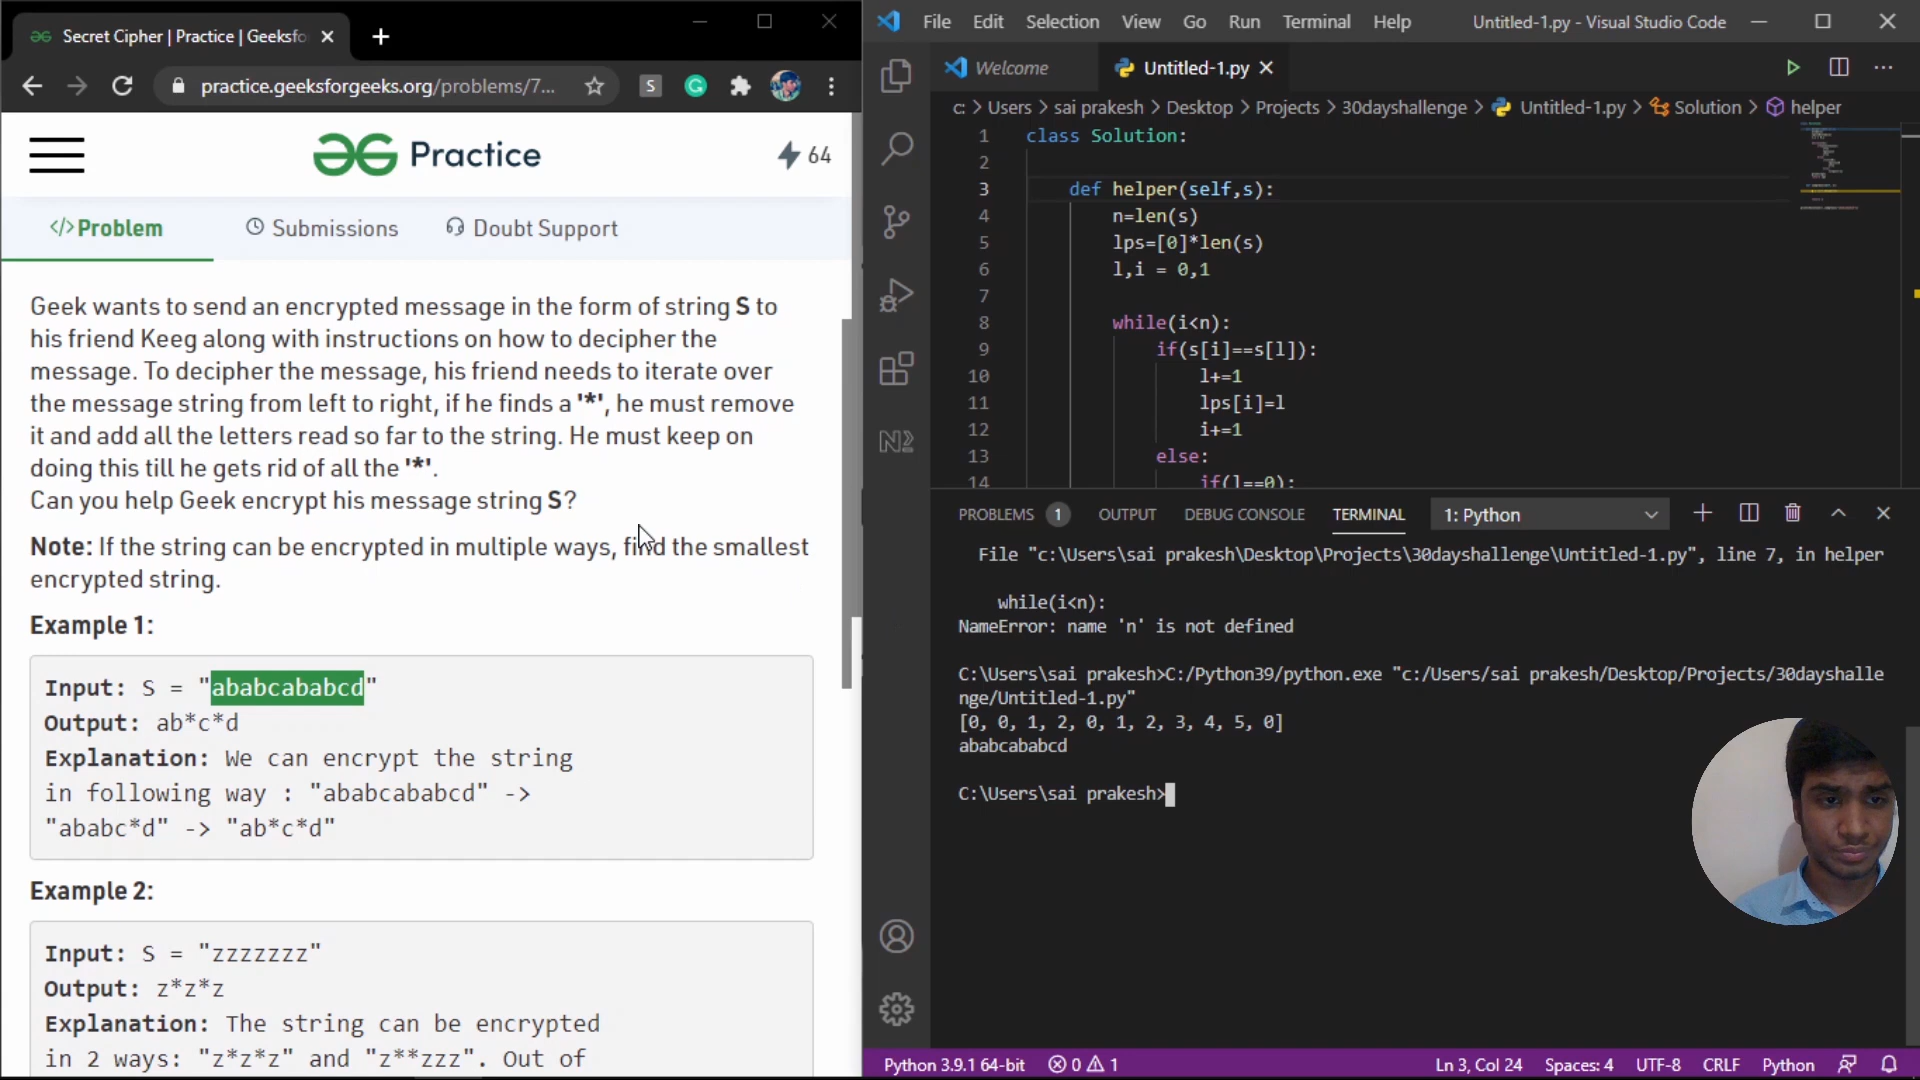 Secret Cipher | Practice | Geeksfo
practice.geeksforgeeks.org/problems/7...
Practice
64
</>Problem
Submissions
Doubt Support
Geek wants to send an encrypted message in the form of string S to
his friend Keeg along with instructions on how to decipher the
message. To decipher the message, his friend needs to iterate over
the message string from left to right, if he finds a '*', he must remove
it and add all the letters read so far to the string. He must keep on
doing this till he gets rid of all the '*'.
Can you help Geek encrypt his message string S?
Note: If the string can be encrypted in multiple ways, find the smallest
encrypted string.
Example 1:
Input: S = "ababcababcd"
Output: ab*c*d
Explanation: We can encrypt the string
in following way : "ababcababcd" ->
"ababc*d" -> "ab*c*d"
Example 2:
Input: S = "zzzzzzz"
Output: z*z*z
Explanation: The string can be encrypted
in 2 ways: "z*z*z" and "z**zzz". Out of
File Edit Selection View Go Run Terminal Help Untitled-1.py - Visual Studio Code
Welcome
Untitled-1.py
c: > Users > sai prakesh > Desktop > Projects > 30dayshallenge > Untitled-1.py > Solution > helper
1 class Solution:
2
3 def helper(self,s):
4 n=len(s)
5 lps=[0]*len(s)
6 l,i = 0,1
7
8 while(i<n):
9 if(s[i]==s[l]):
10 l+=1
11 lps[i]=l
12 i+=1
13 else:
14 if(l==0):
PROBLEMS 1 OUTPUT DEBUG CONSOLE TERMINAL 1: Python
File "c:\Users\sai prakesh\Desktop\Projects\30dayshallenge\Untitled-1.py", line 7, in helper
while(i<n):
NameError: name 'n' is not defined
C:\Users\sai prakesh>C:/Python39/python.exe "c:/Users/sai prakesh/Desktop/Projects/30dayshalle
nge/Untitled-1.py"
[0, 0, 1, 2, 0, 1, 2, 3, 4, 5, 0]
ababcababcd
C:\Users\sai prakesh>
Python 3.9.1 64-bit 0 1 Ln 3, Col 24 Spaces: 4 UTF-8 CRLF Python